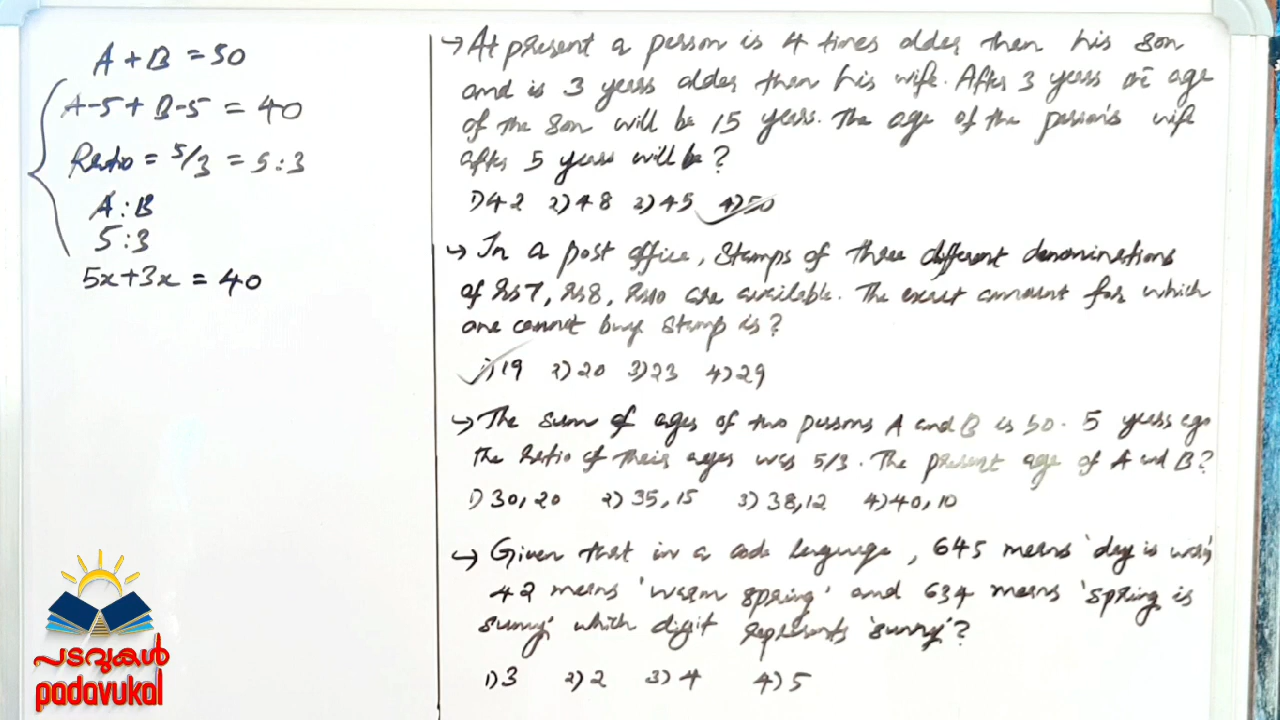 A + B = 50
A-5 + B-5 = 40
Ratio = 5/3 = 5:3
A : B
5 : 3
5x+3x = 40
→ At present a person is 4 times older then his son
and is 3 years older then his wife. After 3 years age
of the son will be 15 years. The age of the person's wife
after 5 years will be?
1) 42 2) 48 3) 45 4) 50
→ In a post office, stamps of three different denominations
of Rs7, Rs8, Rs10 are available. The exact amount for which
one cannot buy stamp is?
1) 19 2) 20 3) 23 4) 29
→ The sum of ages of two persons A and B is 50. 5 years ago
the Ratio of their ages was 5/3. The present age of A and B?
1) 30, 20 2) 35, 15 3) 38, 12 4) 40, 10
→ Given that in a code language, 645 means 'day is warm'
42 means 'warm spring' and 634 means 'spring is
sunny', which digit represents 'sunny'?
1) 3 2) 2 3) 4 4) 5
പടവുകൾ
padavukal